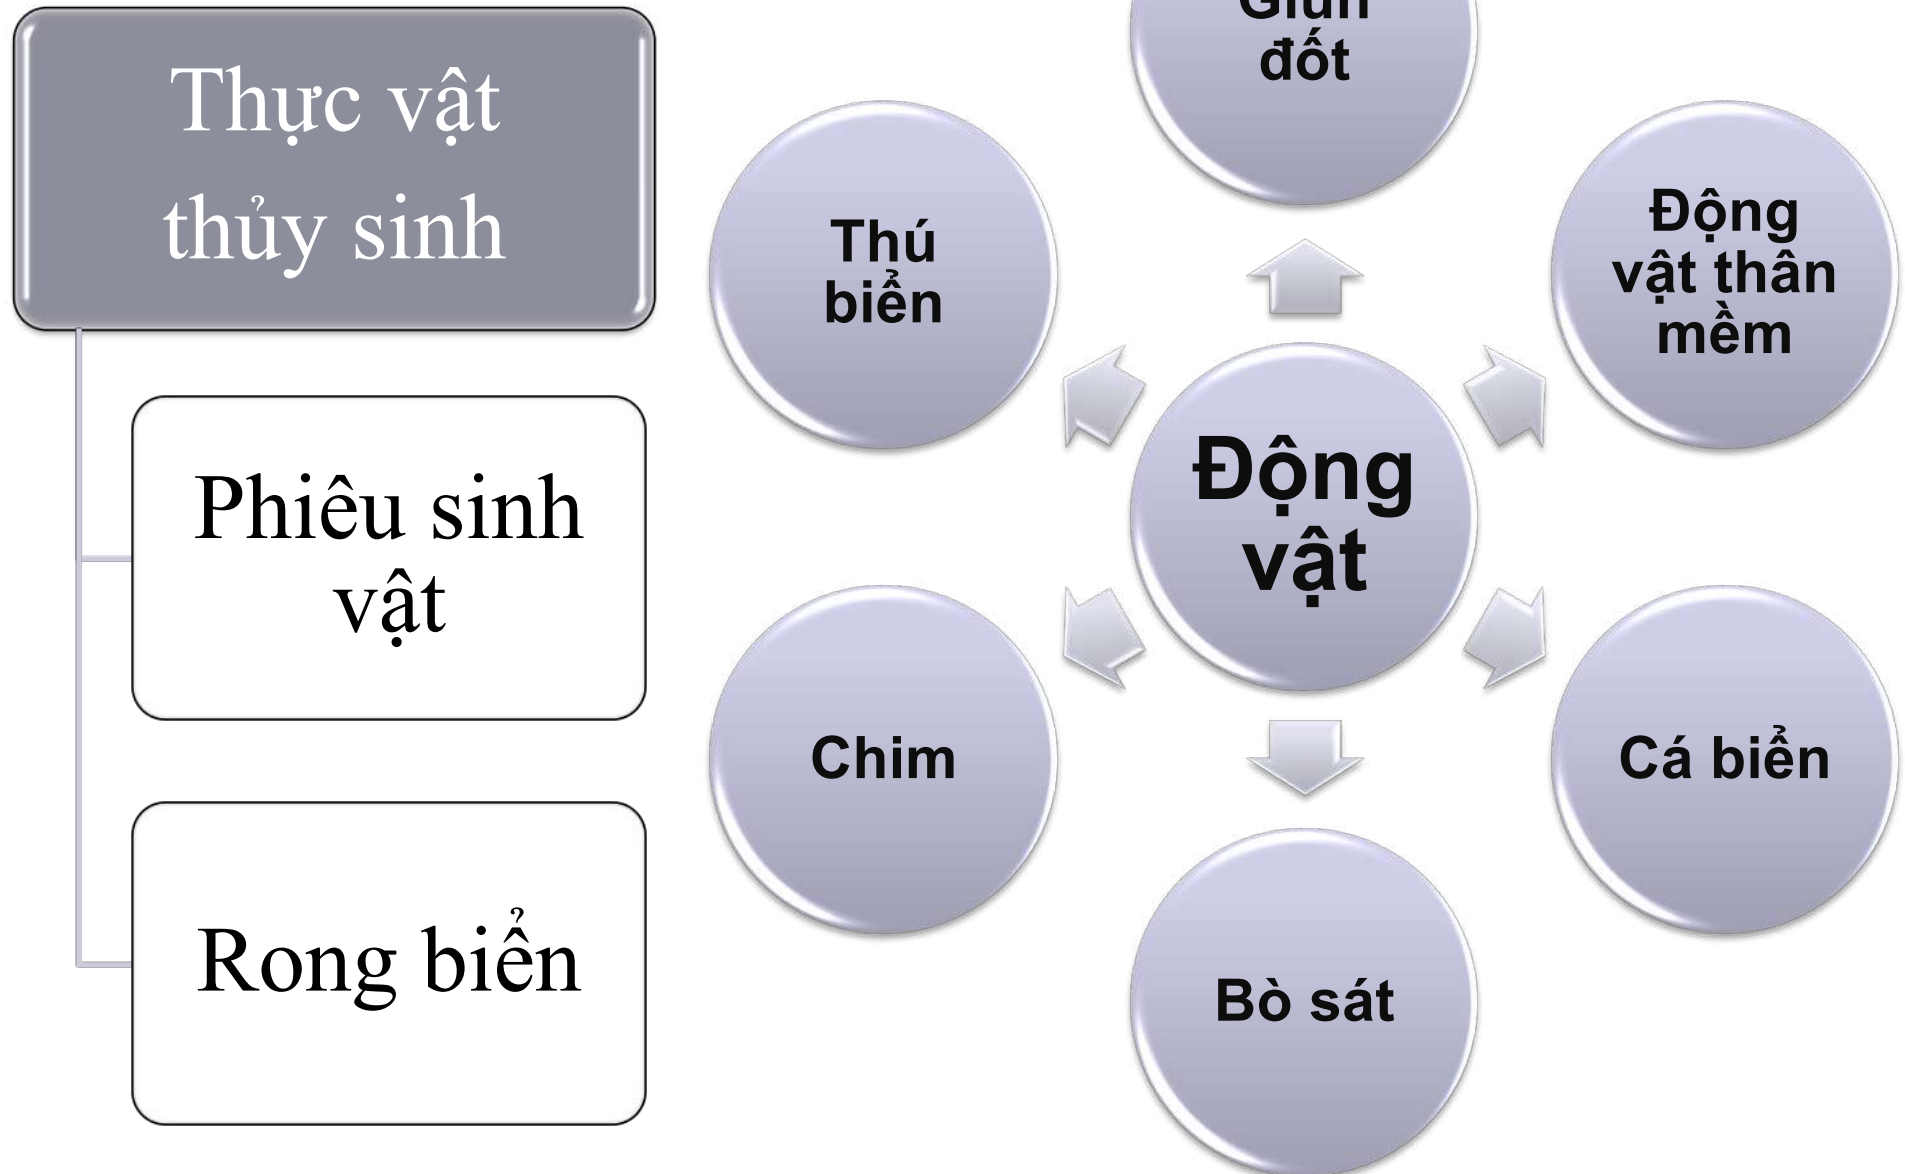 Thực vật
thủy sinh
Phiêu sinh
vật
Rong biển
Giun
đốt
Thú
biển
Động
vật thân
mềm
Động
vật
Chim
Cá biển
Bò sát